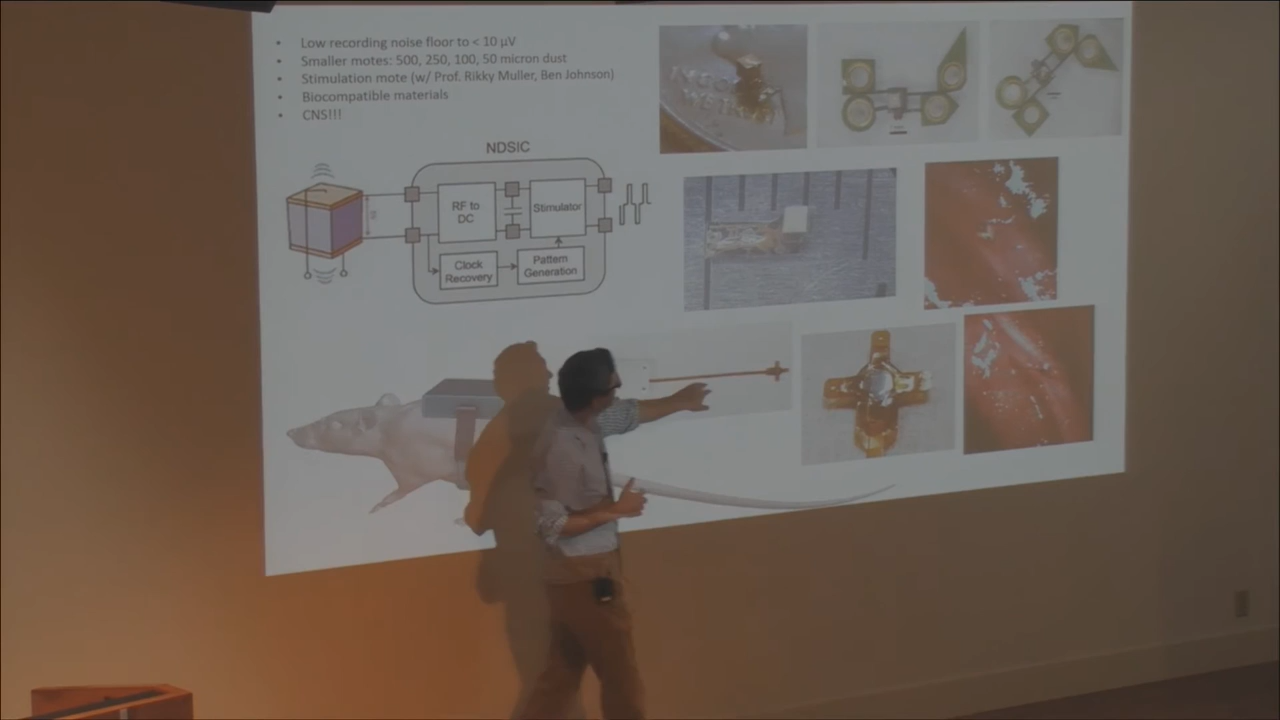 Low recording noise floor to < 10 µV
Smaller motes: 500, 250, 100, 50 micron dust
Stimulation mote (w/ Prof. Rikky Muller, Ben Johnson)
Biocompatible materials
CNS!!!
NDSIC
RF to
DC
Stimulator
Clock
Recovery
Pattern
Generation